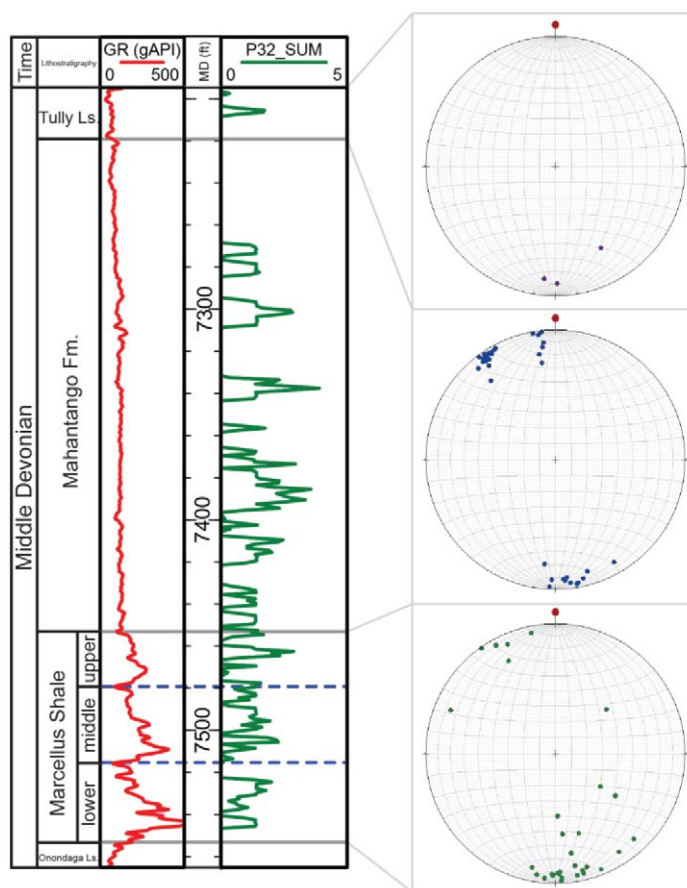 Time
Lithostratigraphy
GR (gAPI)
0 500
MD (ft)
P32_SUM
0 5
Middle Devonian
Tully Ls.
Mahantango Fm.
7300
7400
Marcellus Shale
upper
middle
7500
lower
Onondaga Ls.